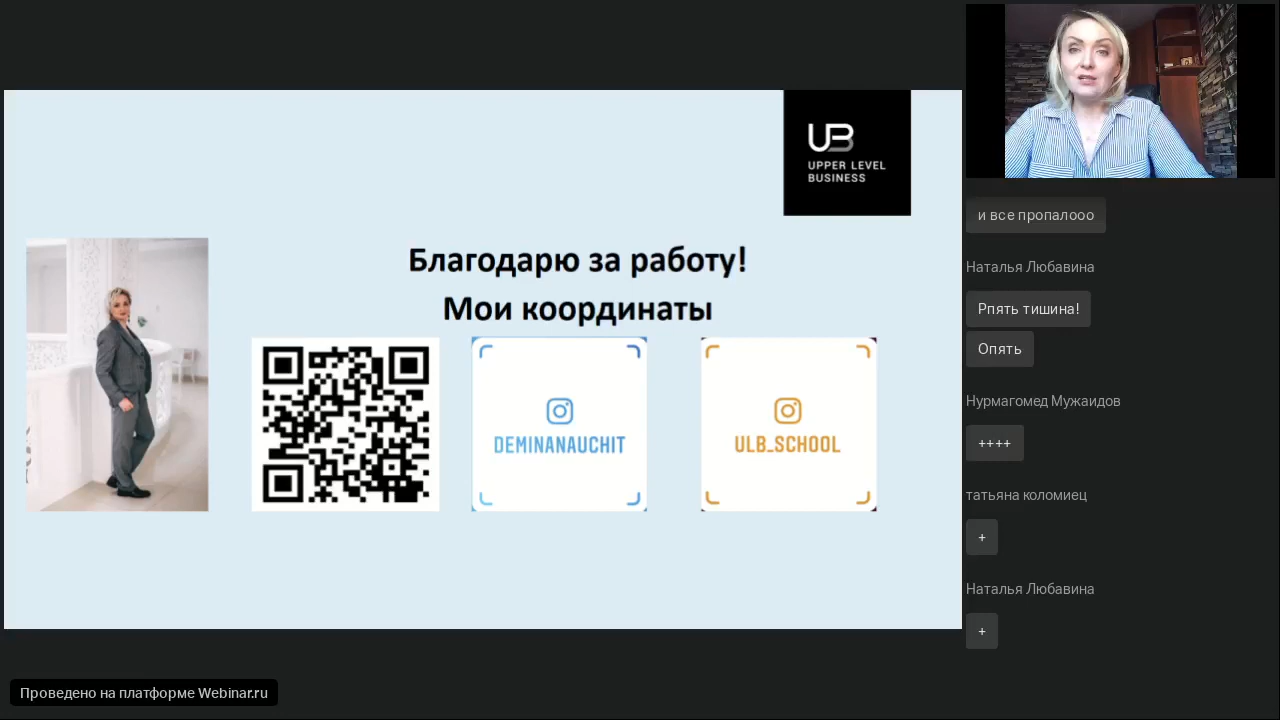 UB
UPPER LEVEL
BUSINESS
Благодарю за работу!
Мои координаты
DEMINANAUCHIT
ULB_SCHOOL
и все пропалооо
Наталья Любавина
Рпять тишина!
Опять
Нурмагомед Мужаидов
++++
татьяна коломиец
+
Наталья Любавина
+
Проведено на платформе Webinar.ru